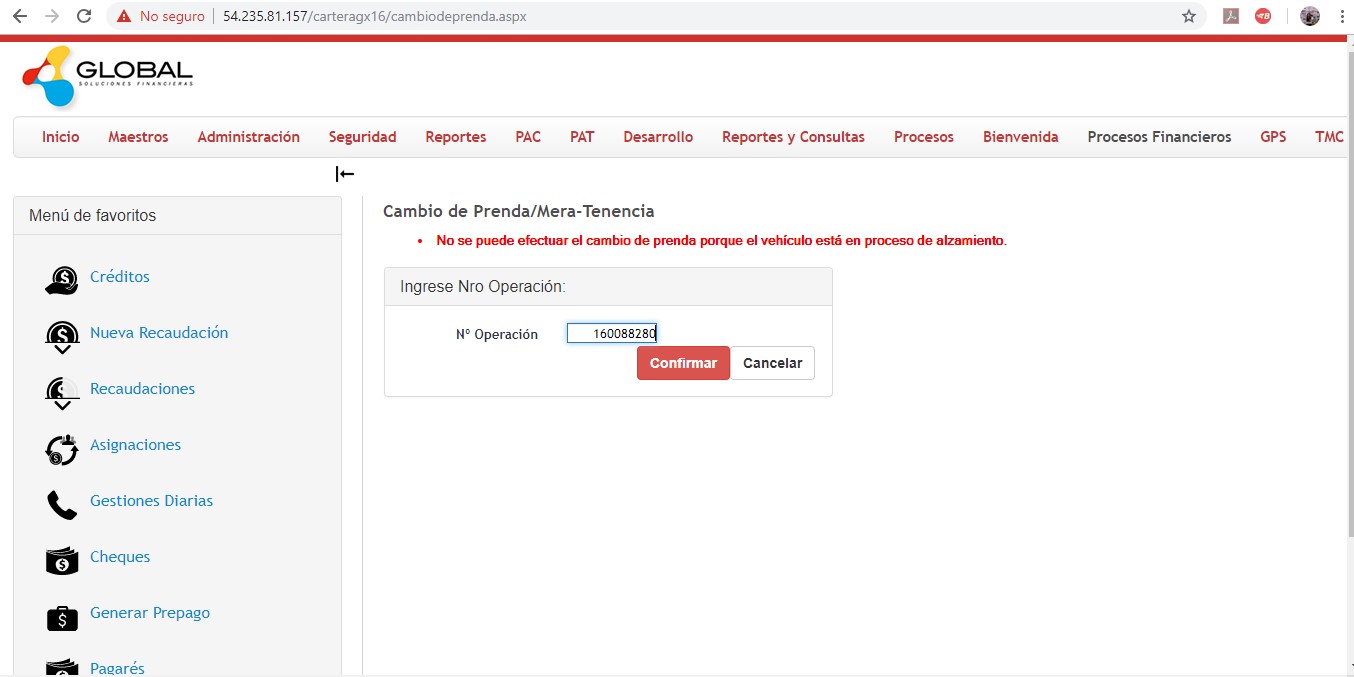 No seguro | 54.235.81.157/carteragx16/cambiodeprenda.aspx
GLOBAL
SOLUCIONES FINANCIERAS
Inicio Maestros Administración Seguridad Reportes PAC PAT Desarrollo Reportes y Consultas Procesos Bienvenida Procesos Financieros GPS TMC
Menú de favoritos
Créditos
Nueva Recaudación
Recaudaciones
Asignaciones
Gestiones Diarias
Cheques
Generar Prepago
Pagarés
Cambio de Prenda/Mera-Tenencia
• No se puede efectuar el cambio de prenda porque el vehículo está en proceso de alzamiento.
Ingrese Nro Operación:
Nº Operación 160088280
Confirmar Cancelar